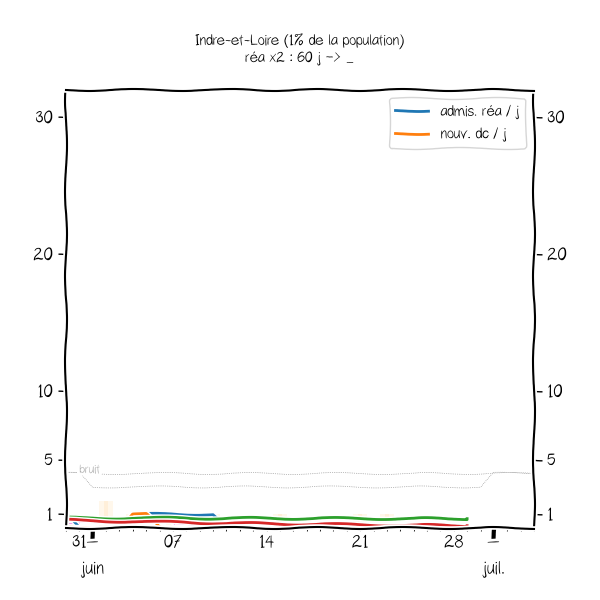 Indre-et-Loire (1% de la population)
réa x2 : 60 j -> _
admis. réa / j
nouv. dc / j
30 30
20 20
10 10
5 5
bruit
1 1
31 07 14 21 28
juin juil.